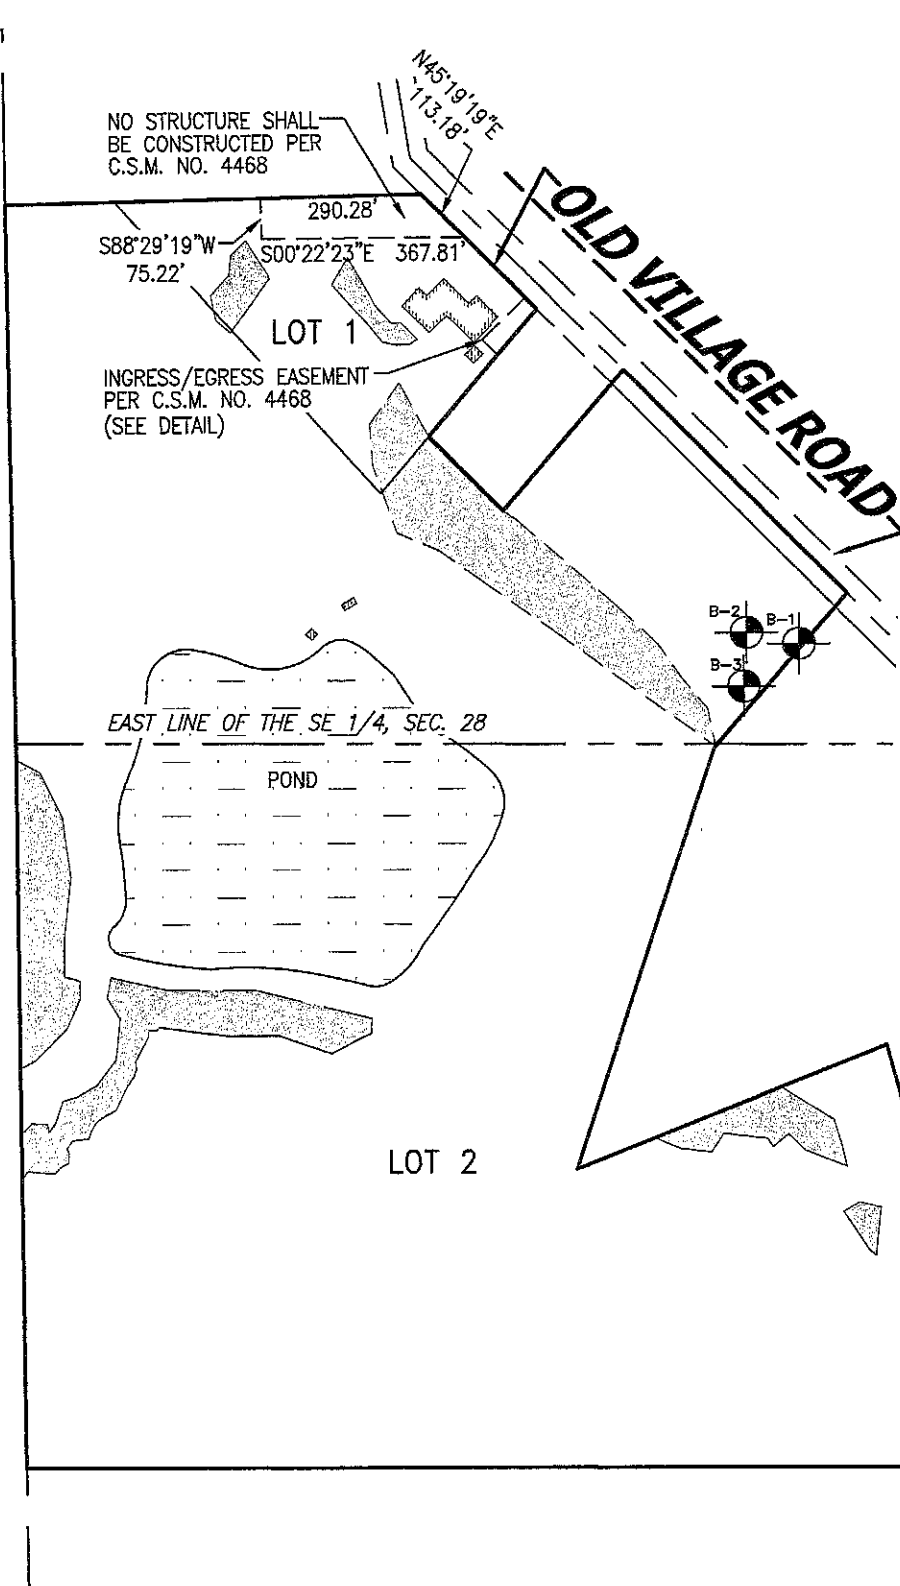 N45°19'19"E
113.18'
NO STRUCTURE SHALL
BE CONSTRUCTED PER
C.S.M. NO. 4468
OLD VILLAGE ROAD
290.28'
S88°29'19"W
75.22'
S00°22'23"E 367.81'
LOT 1
INGRESS/EGRESS EASEMENT
PER C.S.M. NO. 4468
(SEE DETAIL)
B-2
B-1
B-3
EAST LINE OF THE SE 1/4, SEC. 28
POND
LOT 2